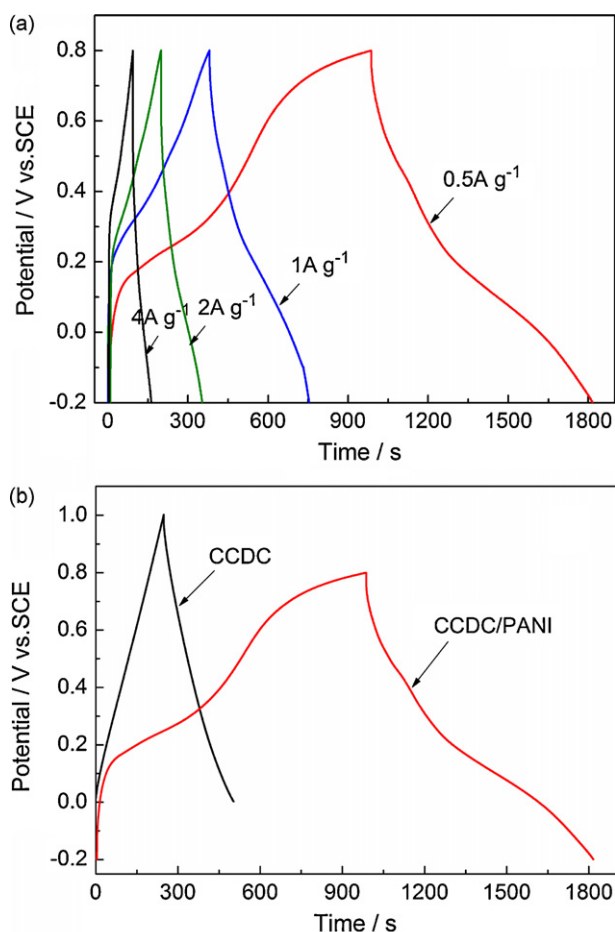 (a)
0.8
0.6
0.4
0.2
0.0
-0.2
Potential / V vs.SCE
0.5A g⁻¹
1A g⁻¹
4A g⁻¹
2A g⁻¹
0 300 600 900 1200 1500 1800
Time / s
(b)
1.0
0.8
0.6
0.4
0.2
0.0
-0.2
Potential / V vs.SCE
CCDC
CCDC/PANI
0 300 600 900 1200 1500 1800
Time / s